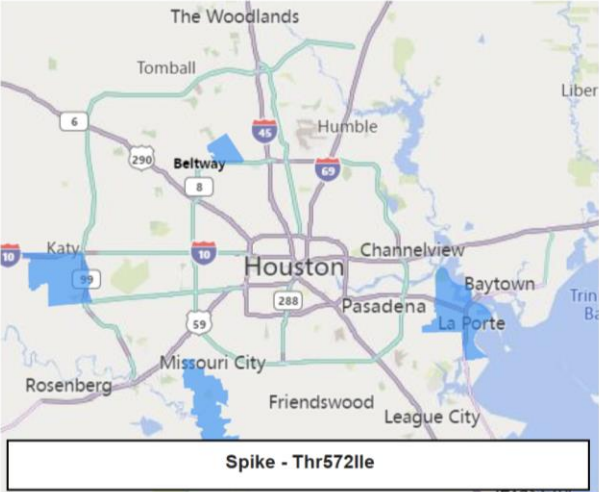 The Woodlands
Tomball
Liber
6
45
Humble
290
Beltway
69
8
Katy
10
10
Channelview
Houston
99
Baytown
288
Pasadena
Trin
Ba
59
La Porte
Missouri City
Rosenberg
Friendswood
League City
Spike - Thr572lle